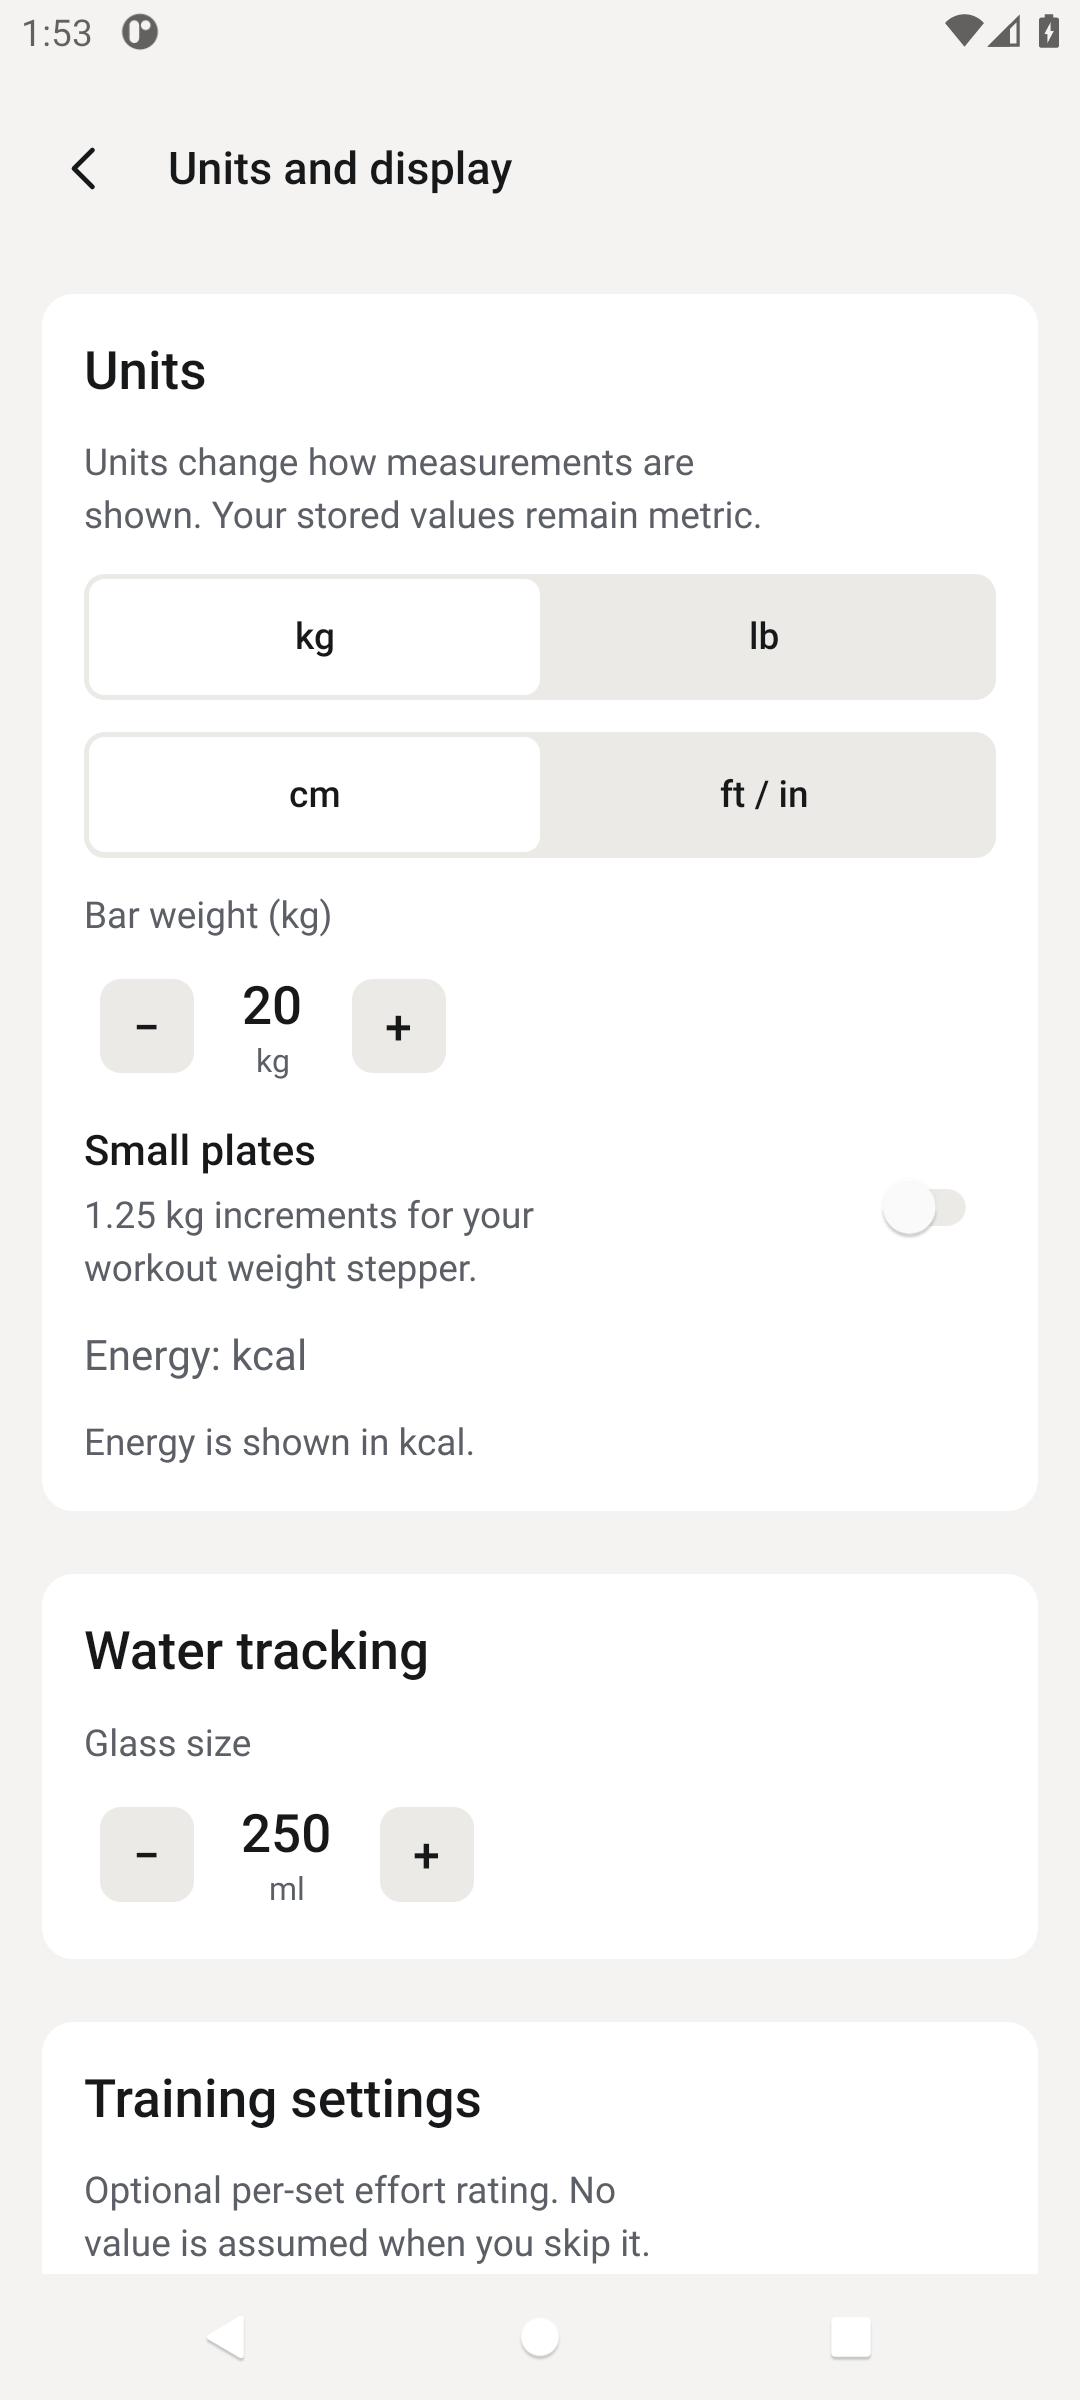 1:53
Units and display
Units
Units change how measurements are
shown. Your stored values remain metric.
kg
lb
cm
ft / in
Bar weight (kg)
−
20
+
kg
Small plates
1.25 kg increments for your
workout weight stepper.
Energy: kcal
Energy is shown in kcal.
Water tracking
Glass size
−
250
+
ml
Training settings
Optional per-set effort rating. No
value is assumed when you skip it.